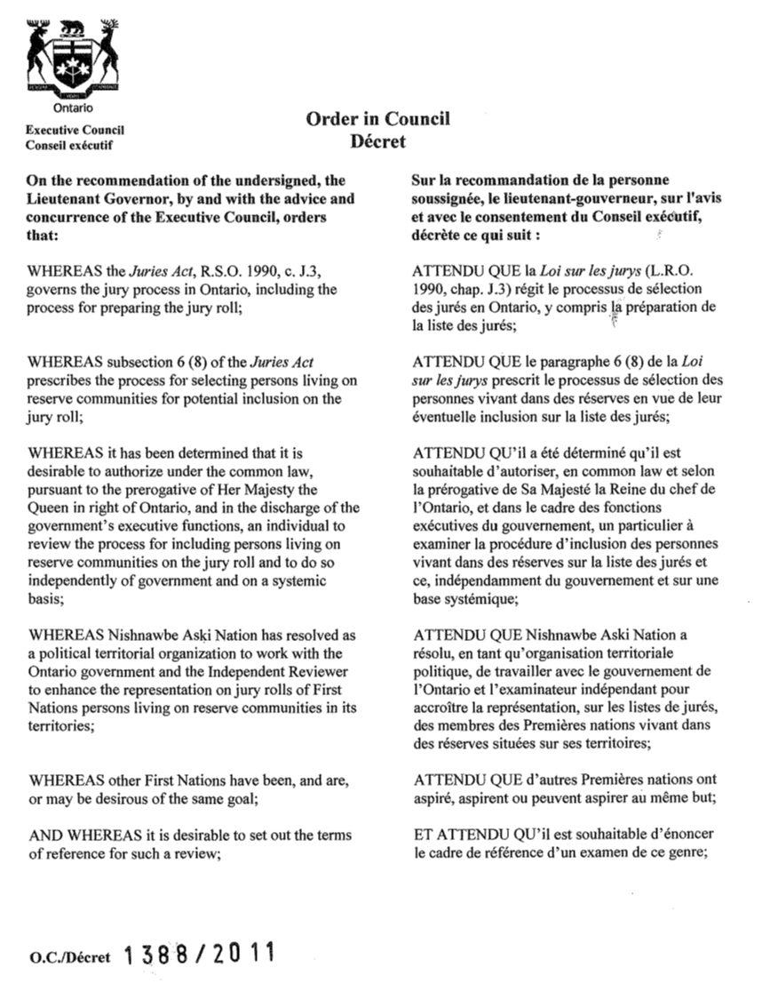 Ontario
Executive Council
Conseil exécutif
Order in Council
Décret
On the recommendation of the undersigned, the
Lieutenant Governor, by and with the advice and
concurrence of the Executive Council, orders
that:
WHEREAS the Juries Act, R.S.O. 1990, c. J.3,
governs the jury process in Ontario, including the
process for preparing the jury roll;
WHEREAS subsection 6 (8) of the Juries Act
prescribes the process for selecting persons living on
reserve communities for potential inclusion on the
jury roll;
WHEREAS it has been determined that it is
desirable to authorize under the common law,
pursuant to the prerogative of Her Majesty the
Queen in right of Ontario, and in the discharge of the
government's executive functions, an individual to
review the process for including persons living on
reserve communities on the jury roll and to do so
independently of government and on a systemic
basis;
WHEREAS Nishnawbe Aski Nation has resolved as
a political territorial organization to work with the
Ontario government and the Independent Reviewer
to enhance the representation on jury rolls of First
Nations persons living on reserve communities in its
territories;
WHEREAS other First Nations have been, and are,
or may be desirous of the same goal;
AND WHEREAS it is desirable to set out the terms
of reference for such a review;
Sur la recommandation de la personne
soussignée, le lieutenant-gouverneur, sur l'avis
et avec le consentement du Conseil exécutif,
décrète ce qui suit :
ATTENDU QUE la Loi sur les jurys (L.R.O.
1990, chap. J.3) régit le processus de sélection
des jurés en Ontario, y compris la préparation de
la liste des jurés;
ATTENDU QUE le paragraphe 6 (8) de la Loi
sur les jurys prescrit le processus de sélection des
personnes vivant dans des réserves en vue de leur
éventuelle inclusion sur la liste des jurés;
ATTENDU QU'il a été déterminé qu'il est
souhaitable d'autoriser, en common law et selon
la prérogative de Sa Majesté la Reine du chef de
l'Ontario, et dans le cadre des fonctions
exécutives du gouvernement, un particulier à
examiner la procédure d'inclusion des personnes
vivant dans des réserves sur la liste des jurés et
ce, indépendamment du gouvernement et sur une
base systémique;
ATTENDU QUE Nishnawbe Aski Nation a
résolu, en tant qu'organisation territoriale
politique, de travailler avec le gouvernement de
l'Ontario et l'examinateur indépendant pour
accroître la représentation, sur les listes de jurés,
des membres des Premières nations vivant dans
des réserves situées sur ses territoires;
ATTENDU QUE d'autres Premières nations ont
aspiré, aspirent ou peuvent aspirer au même but;
ET ATTENDU QU'il est souhaitable d'énoncer
le cadre de référence d'un examen de ce genre;
O.C./Décret 1388/2011